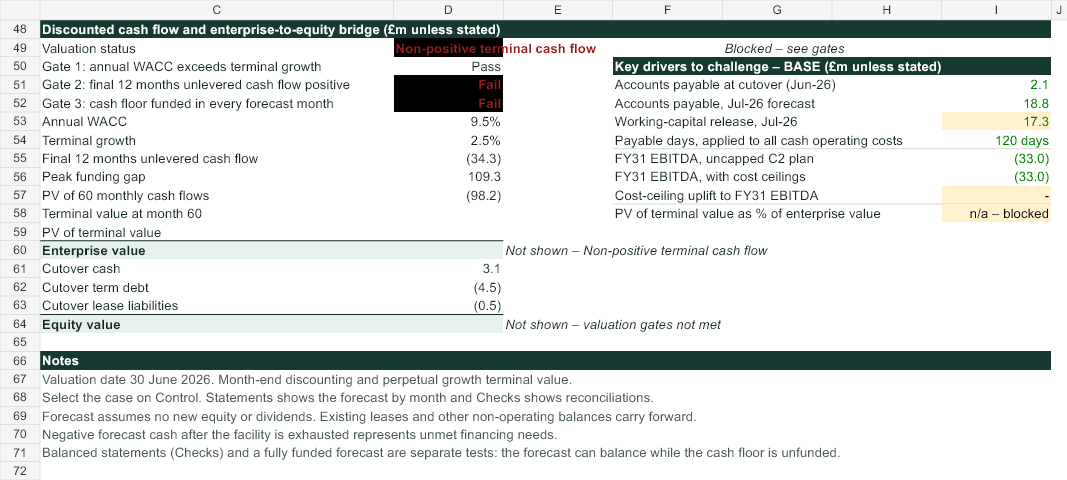 C D E F G H I J
48 Discounted cash flow and enterprise-to-equity bridge (£m unless stated)
49 Valuation status Non-positive terminal cash flow Blocked – see gates
50 Gate 1: annual WACC exceeds terminal growth Pass Key drivers to challenge – BASE (£m unless stated)
51 Gate 2: final 12 months unlevered cash flow positive Fail Accounts payable at cutover (Jun-26) 2.1
52 Gate 3: cash floor funded in every forecast month Fail Accounts payable, Jul-26 forecast 18.8
53 Annual WACC 9.5% Working-capital release, Jul-26 17.3
54 Terminal growth 2.5% Payable days, applied to all cash operating costs 120 days
55 Final 12 months unlevered cash flow (34.3) FY31 EBITDA, uncapped C2 plan (33.0)
56 Peak funding gap 109.3 FY31 EBITDA, with cost ceilings (33.0)
57 PV of 60 monthly cash flows (98.2) Cost-ceiling uplift to FY31 EBITDA -
58 Terminal value at month 60 PV of terminal value as % of enterprise value n/a – blocked
59 PV of terminal value
60 Enterprise value Not shown – Non-positive terminal cash flow
61 Cutover cash 3.1
62 Cutover term debt (4.5)
63 Cutover lease liabilities (0.5)
64 Equity value Not shown – valuation gates not met
65
66 Notes
67 Valuation date 30 June 2026. Month-end discounting and perpetual growth terminal value.
68 Select the case on Control. Statements shows the forecast by month and Checks shows reconciliations.
69 Forecast assumes no new equity or dividends. Existing leases and other non-operating balances carry forward.
70 Negative forecast cash after the facility is exhausted represents unmet financing needs.
71 Balanced statements (Checks) and a fully funded forecast are separate tests: the forecast can balance while the cash floor is unfunded.
72